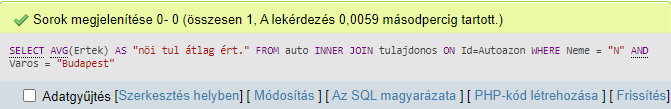 Sorok megjelenítése 0- 0 (összesen 1, A lekérdezés 0,0059 másodpercig tartott.)
SELECT AVG(Ertek) AS "nöi tul átlag ért." FROM auto INNER JOIN tulajdonos ON Id=Autoazon WHERE Neme = "N" AND
Varos = "Budapest"
Adatgyűjtés [Szerkesztés helyben] [ Módosítás ] [ Az SQL magyarázata ] [ PHP-kód létrehozása ] [ Frissítés]